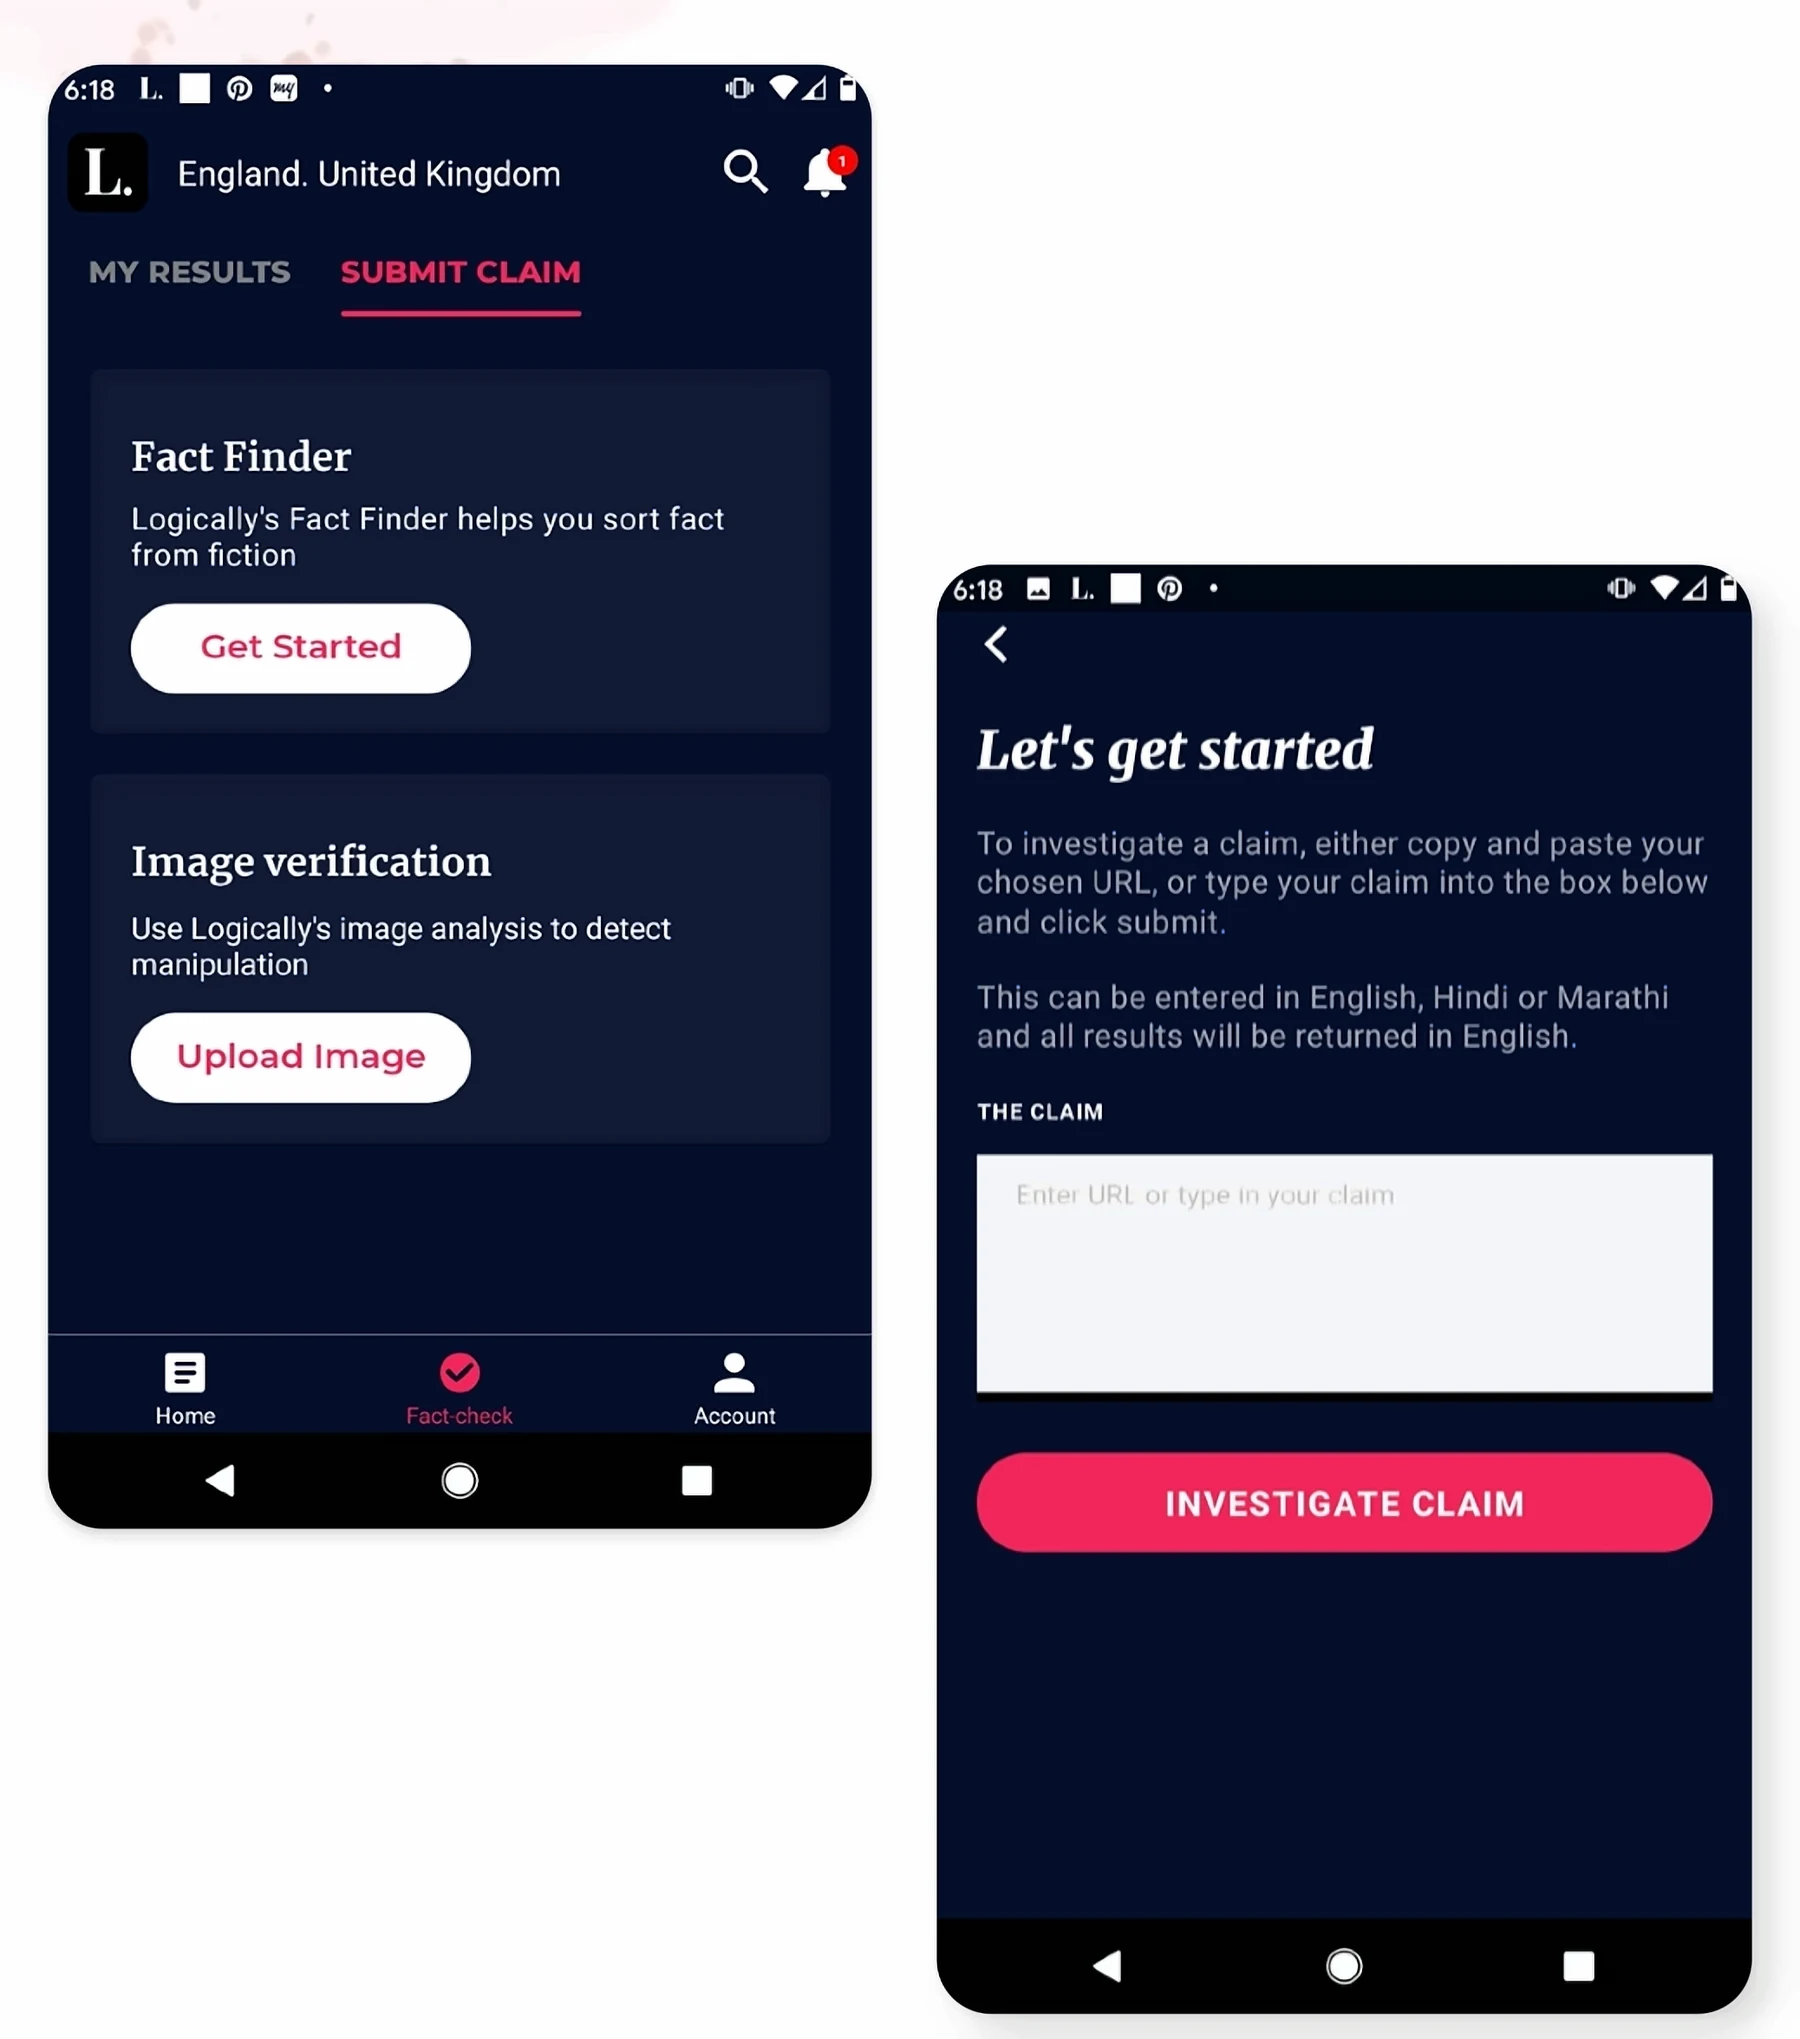 6:18 L. my
L. England. United Kingdom 1
MY RESULTS SUBMIT CLAIM
Fact Finder
Logically's Fact Finder helps you sort fact
from fiction
Get Started
Image verification
Use Logically's image analysis to detect
manipulation
Upload Image
Home Fact-check Account
6:18 L.
Let's get started
To investigate a claim, either copy and paste your
chosen URL, or type your claim into the box below
and click submit.
This can be entered in English, Hindi or Marathi
and all results will be returned in English.
THE CLAIM
Enter URL or type in your claim
INVESTIGATE CLAIM